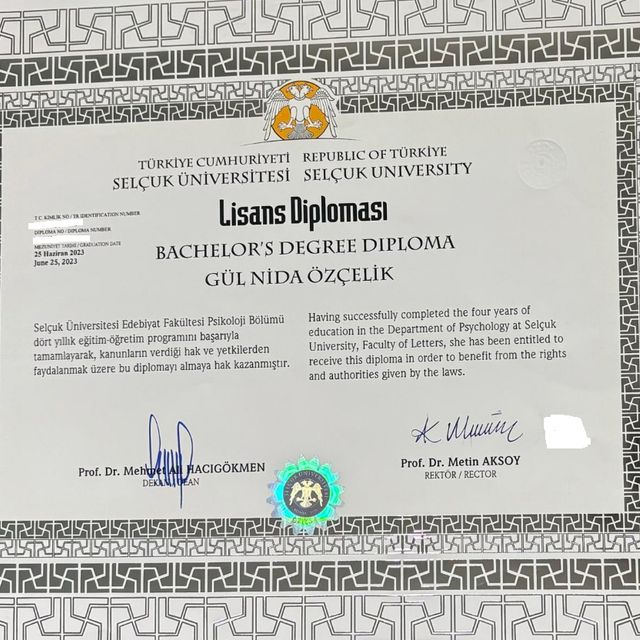 TÜRKİYE CUMHURİYETİ REPUBLIC OF TÜRKİYE
SELÇUK ÜNİVERSİTESİ SELÇUK UNIVERSITY
Lisans Diploması
BACHELOR'S DEGREE DIPLOMA
GÜL NİDA ÖZÇELİK
T.C. KİMLİK NO / TR IDENTIFICATION NUMBER
DİPLOMA NO / DIPLOMA NUMBER
MEZUNİYET TARİHİ / GRADUATION DATE
25 Haziran 2023
June 25, 2023
Selçuk Üniversitesi Edebiyat Fakültesi Psikoloji Bölümü
dört yıllık eğitim-öğretim programını başarıyla
tamamlayarak, kanunların verdiği hak ve yetkilerden
faydalanmak üzere bu diplomayı almaya hak kazanmıştır.
Having successfully completed the four years of
education in the Department of Psychology at Selçuk
University, Faculty of Letters, she has been entitled to
receive this diploma in order to benefit from the rights
and authorities given by the laws.
Prof. Dr. Mehmet Ali HACIGÖKMEN
DEKAN / DEAN
Prof. Dr. Metin AKSOY
REKTÖR / RECTOR